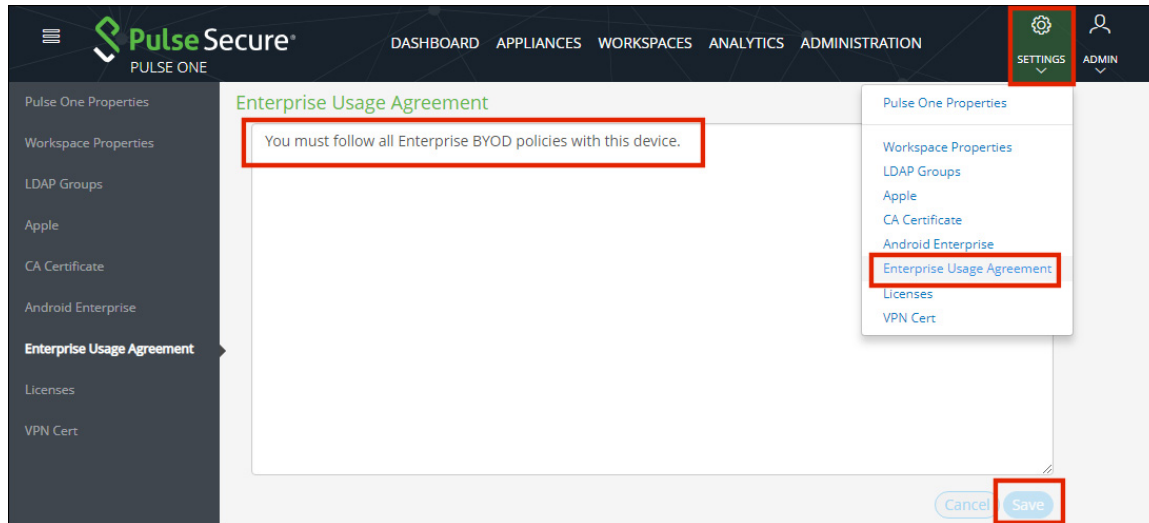 Pulse Secure®
PULSE ONE
DASHBOARD APPLIANCES WORKSPACES ANALYTICS ADMINISTRATION
SETTINGS
ADMIN
Pulse One Properties
Workspace Properties
LDAP Groups
Apple
CA Certificate
Android Enterprise
Enterprise Usage Agreement
Licenses
VPN Cert
Enterprise Usage Agreement
You must follow all Enterprise BYOD policies with this device.
Pulse One Properties
Workspace Properties
LDAP Groups
Apple
CA Certificate
Android Enterprise
Enterprise Usage Agreement
Licenses
VPN Cert
Cancel
Save